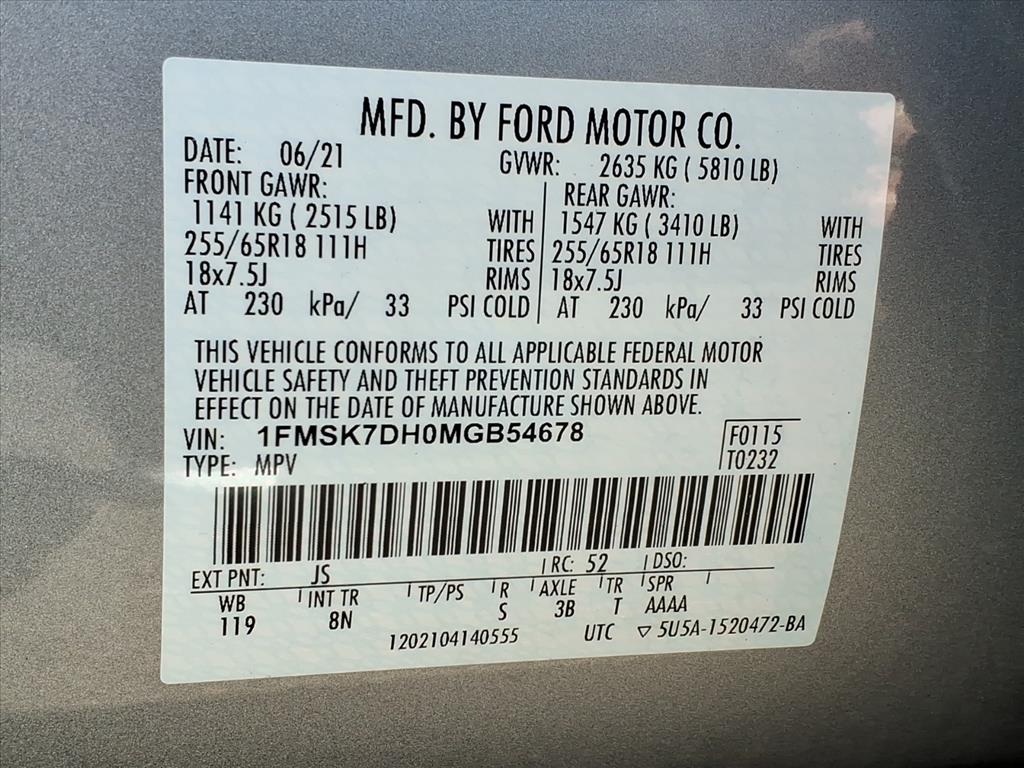 MFD. BY FORD MOTOR CO.
DATE: 06/21 GVWR: 2635 KG ( 5810 LB)
FRONT GAWR: REAR GAWR:
1141 KG ( 2515 LB) WITH 1547 KG ( 3410 LB) WITH
255/65R18 111H TIRES 255/65R18 111H TIRES
18x7.5J RIMS 18x7.5J RIMS
AT 230 kPa/ 33 PSI COLD AT 230 kPa/ 33 PSI COLD
THIS VEHICLE CONFORMS TO ALL APPLICABLE FEDERAL MOTOR
VEHICLE SAFETY AND THEFT PREVENTION STANDARDS IN
EFFECT ON THE DATE OF MANUFACTURE SHOWN ABOVE.
VIN: 1FMSK7DH0MGB54678 F0115
TYPE: MPV T0232
EXT PNT: JS RC: 52 DSO:
WB INT TR TP/PS R AXLE TR SPR
119 8N S 3B T AAAA
1202104140555 UTC ▽ 5U5A-1520472-BA